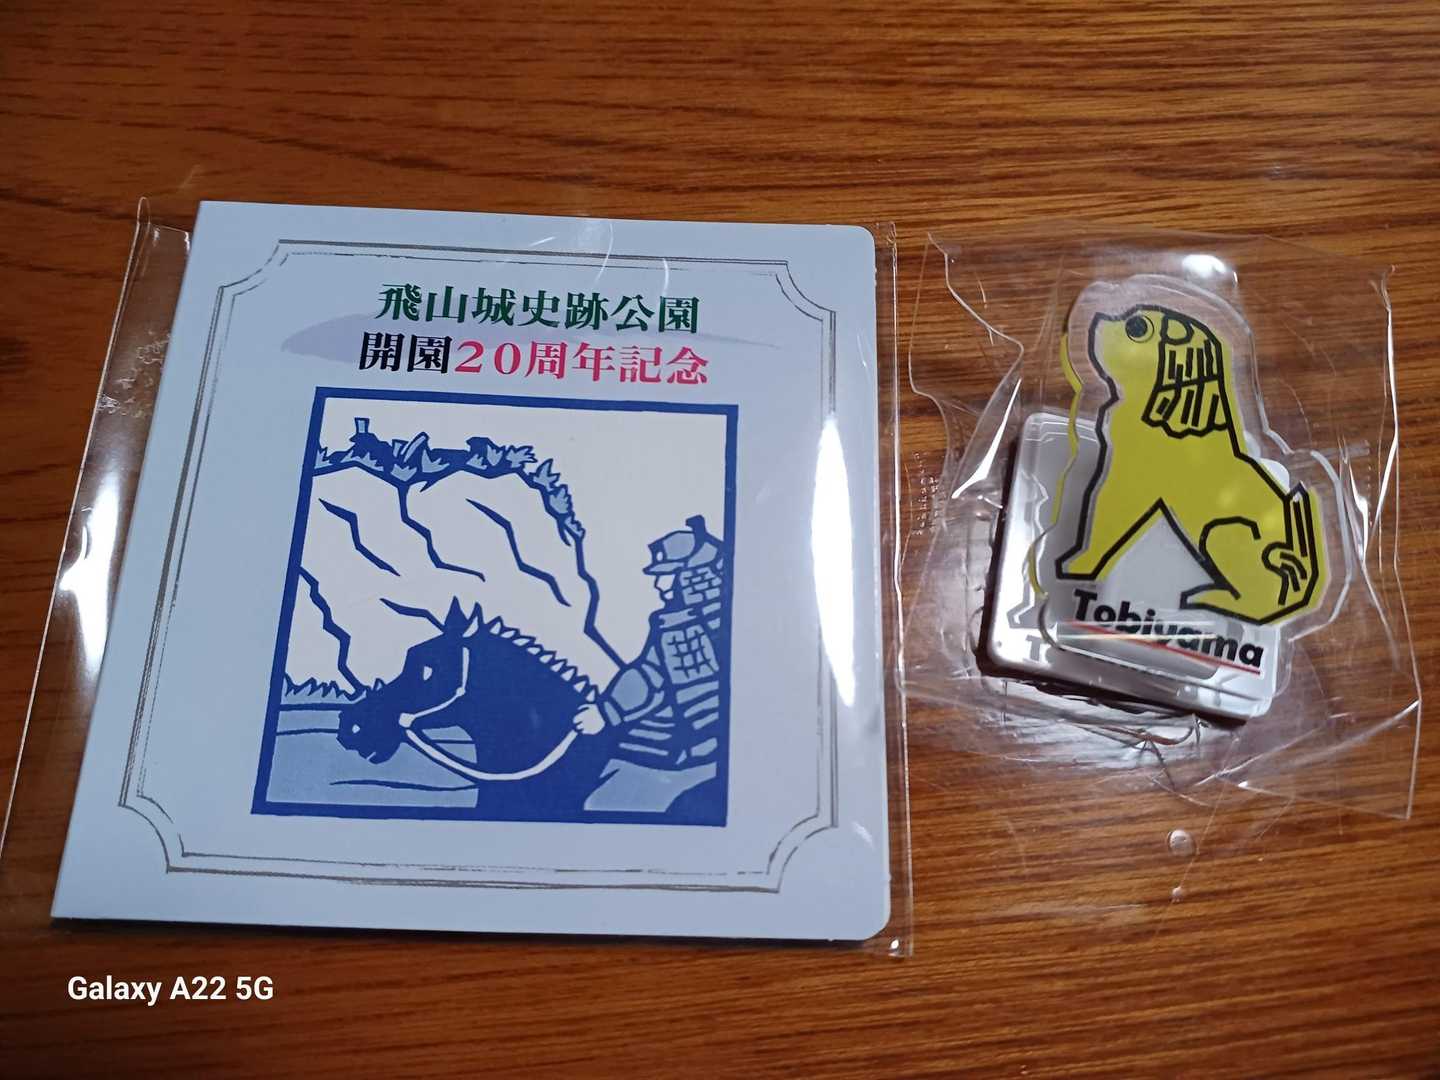 飛山城史跡公園
開園20周年記念
Tobiyama
Galaxy A22 5G